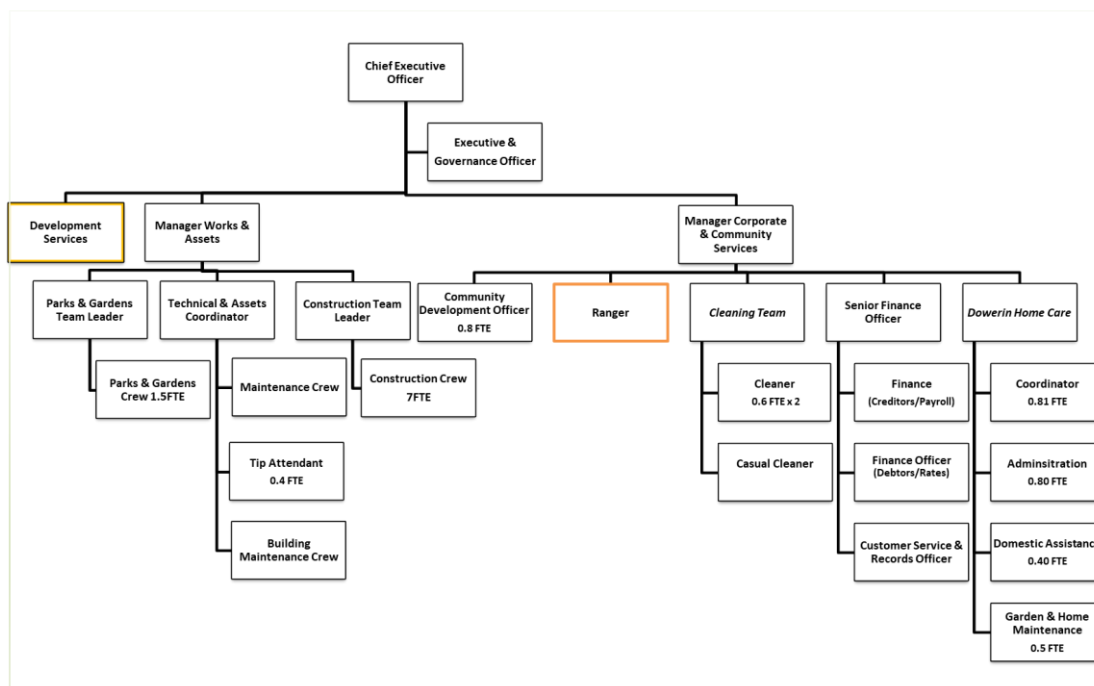 Chief Executive
Officer
Executive &
Governance Officer
Development
Services
Manager Works &
Assets
Manager Corporate
& Community
Services
Parks & Gardens
Team Leader
Technical & Assets
Coordinator
Construction Team
Leader
Community
Development Officer
0.8 FTE
Ranger
Cleaning Team
Senior Finance
Officer
Dowerin Home Care
Parks & Gardens
Crew 1.5FTE
Maintenance Crew
Construction Crew
7FTE
Cleaner
0.6 FTE x 2
Finance
(Creditors/Payroll)
Coordinator
0.81 FTE
Tip Attendant
0.4 FTE
Casual Cleaner
Finance Officer
(Debtors/Rates)
Adminsitration
0.80 FTE
Building
Maintenance Crew
Customer Service &
Records Officer
Domestic Assistanc
0.40 FTE
Garden & Home
Maintenance
0.5 FTE